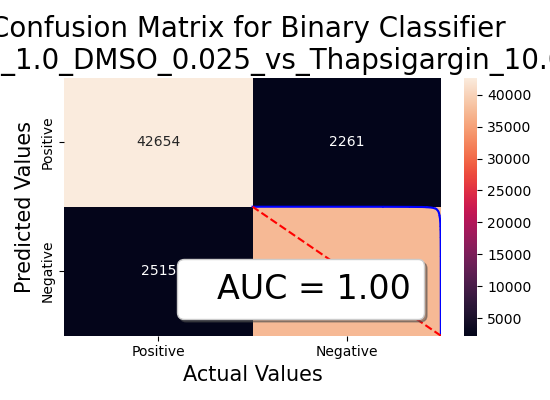 Confusion Matrix for Binary Classifier
_1.0_DMSO_0.025_vs_Thapsigargin_10.
Predicted Values
Positive
42654
2261
Negative
2515
AUC = 1.00
Positive
Negative
Actual Values
40000
35000
30000
25000
20000
15000
10000
5000